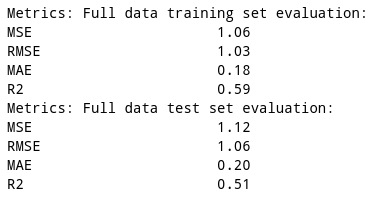 Metrics: Full data training set evaluation:
MSE                      1.06
RMSE                     1.03
MAE                      0.18
R2                       0.59
Metrics: Full data test set evaluation:
MSE                      1.12
RMSE                     1.06
MAE                      0.20
R2                       0.51